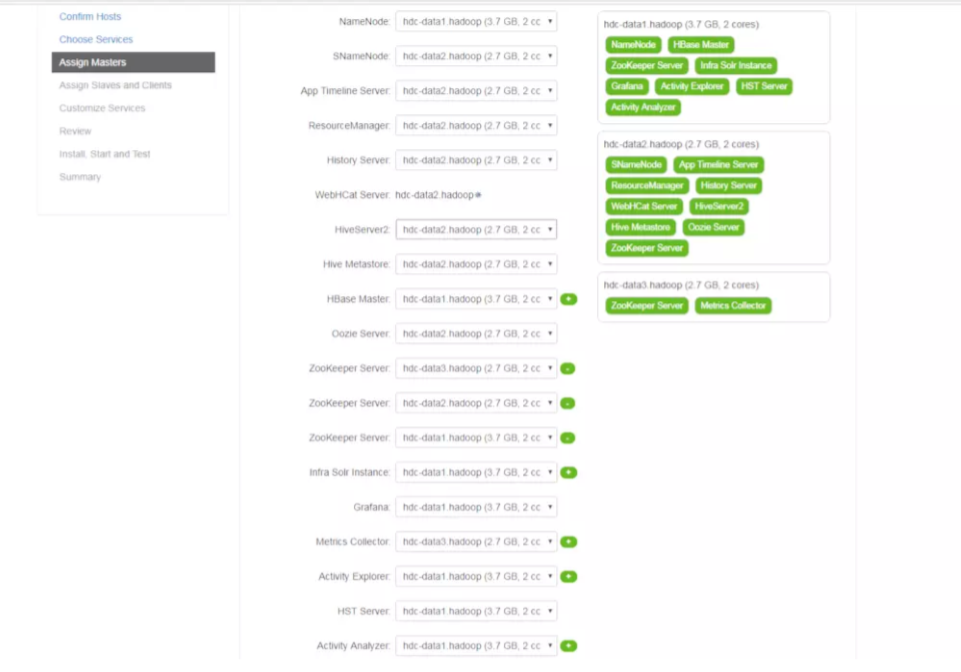 Confirm Hosts
Choose Services
Assign Masters
Assign Slaves and Clients
Customize Services
Review
Install, Start and Test
Summary
NameNode: hdc-data1.hadoop (3.7 GB, 2 cc
SNameNode: hdc-data2.hadoop (2.7 GB, 2 cc
App Timeline Server: hdc-data2.hadoop (2.7 GB, 2 cc
ResourceManager: hdc-data2.hadoop (2.7 GB, 2 cc
History Server: hdc-data2.hadoop (2.7 GB, 2 cc
WebHCat Server: hdc-data2.hadoop*
HiveServer2: hdc-data2.hadoop (2.7 GB, 2 cc
Hive Metastore: hdc-data2.hadoop (2.7 GB, 2 cc
HBase Master: hdc-data1.hadoop (3.7 GB, 2 cc +
Oozie Server: hdc-data2.hadoop (2.7 GB, 2 cc
ZooKeeper Server: hdc-data3.hadoop (2.7 GB, 2 cc -
ZooKeeper Server: hdc-data2.hadoop (2.7 GB, 2 cc -
ZooKeeper Server: hdc-data1.hadoop (3.7 GB, 2 cc -
Infra Solr Instance: hdc-data1.hadoop (3.7 GB, 2 cc +
Grafana: hdc-data1.hadoop (3.7 GB, 2 cc
Metrics Collector: hdc-data3.hadoop (2.7 GB, 2 cc +
Activity Explorer: hdc-data1.hadoop (3.7 GB, 2 cc +
HST Server: hdc-data1.hadoop (3.7 GB, 2 cc
Activity Analyzer: hdc-data1.hadoop (3.7 GB, 2 cc +
hdc-data1.hadoop (3.7 GB, 2 cores)
NameNode HBase Master
ZooKeeper Server Infra Solr Instance
Grafana Activity Explorer HST Server
Activity Analyzer
hdc-data2.hadoop (2.7 GB, 2 cores)
SNameNode App Timeline Server
ResourceManager History Server
WebHCat Server HiveServer2
Hive Metastore Oozie Server
ZooKeeper Server
hdc-data3.hadoop (2.7 GB, 2 cores)
ZooKeeper Server Metrics Collector